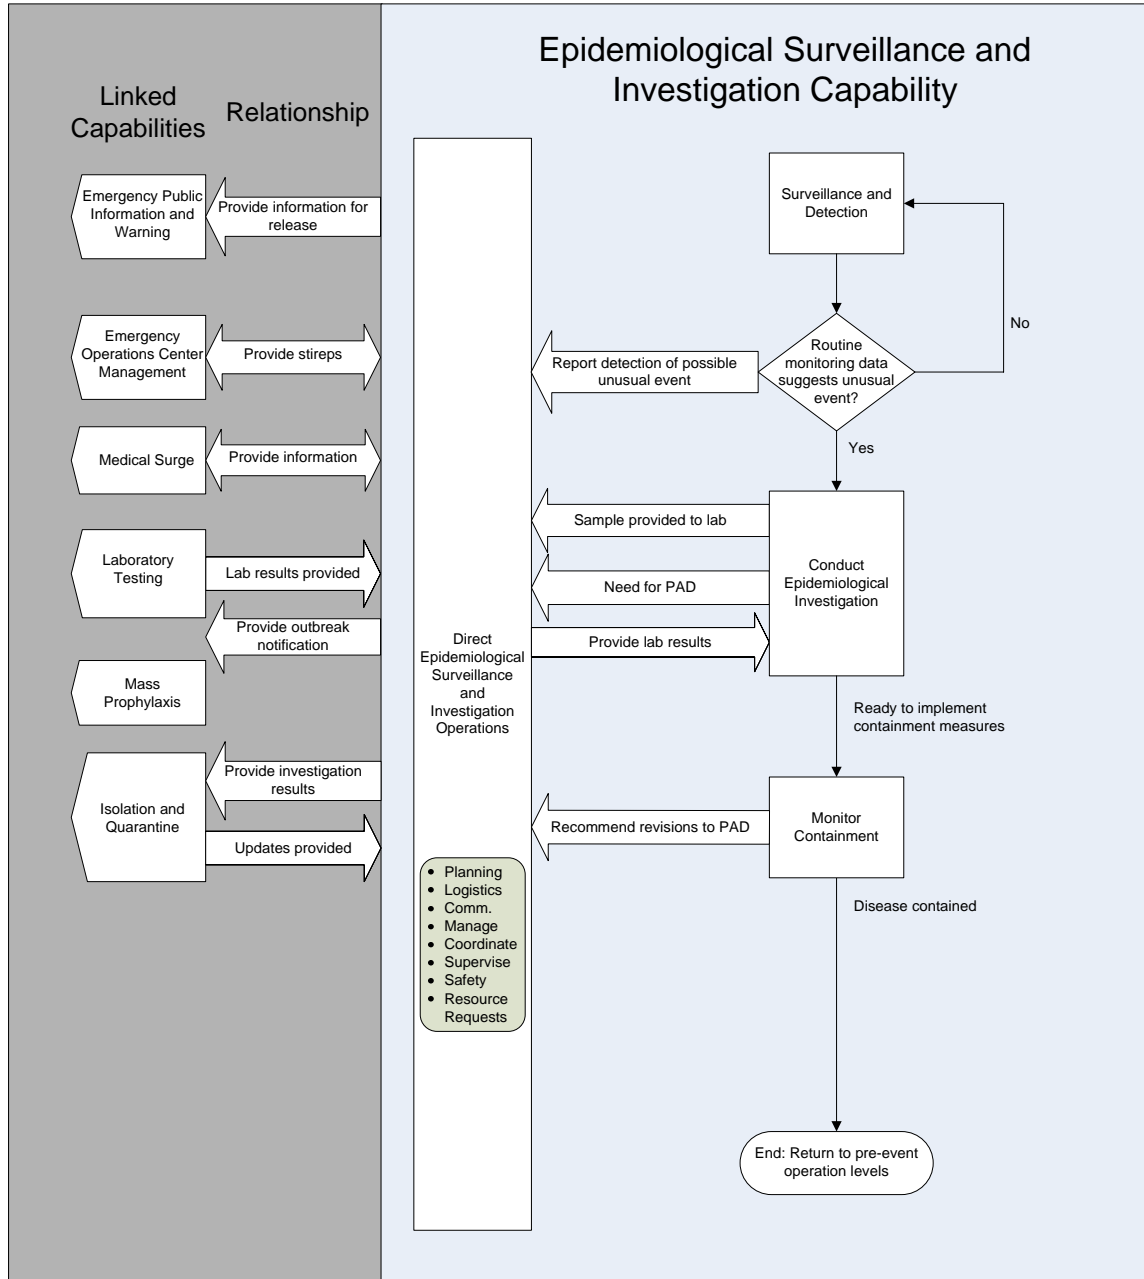 Epidemiological Surveillance and
Investigation Capability
Linked
Capabilities
Relationship
Emergency Public
Information and
Warning
Provide information for
release
Emergency
Operations Center
Management
Provide stireps
Medical Surge
Provide information
Laboratory
Testing
Lab results provided
Provide outbreak
notification
Mass
Prophylaxis
Provide investigation
results
Isolation and
Quarantine
Updates provided
Direct
Epidemiological
Surveillance
and
Investigation
Operations
• Planning
• Logistics
• Comm.
• Manage
• Coordinate
• Supervise
• Safety
• Resource
Requests
Surveillance and
Detection
No
Routine
monitoring data
suggests unusual
event?
Report detection of possible
unusual event
Yes
Sample provided to lab
Need for PAD
Provide lab results
Conduct
Epidemiological
Investigation
Ready to implement
containment measures
Recommend revisions to PAD
Monitor
Containment
Disease contained
End: Return to pre-event
operation levels